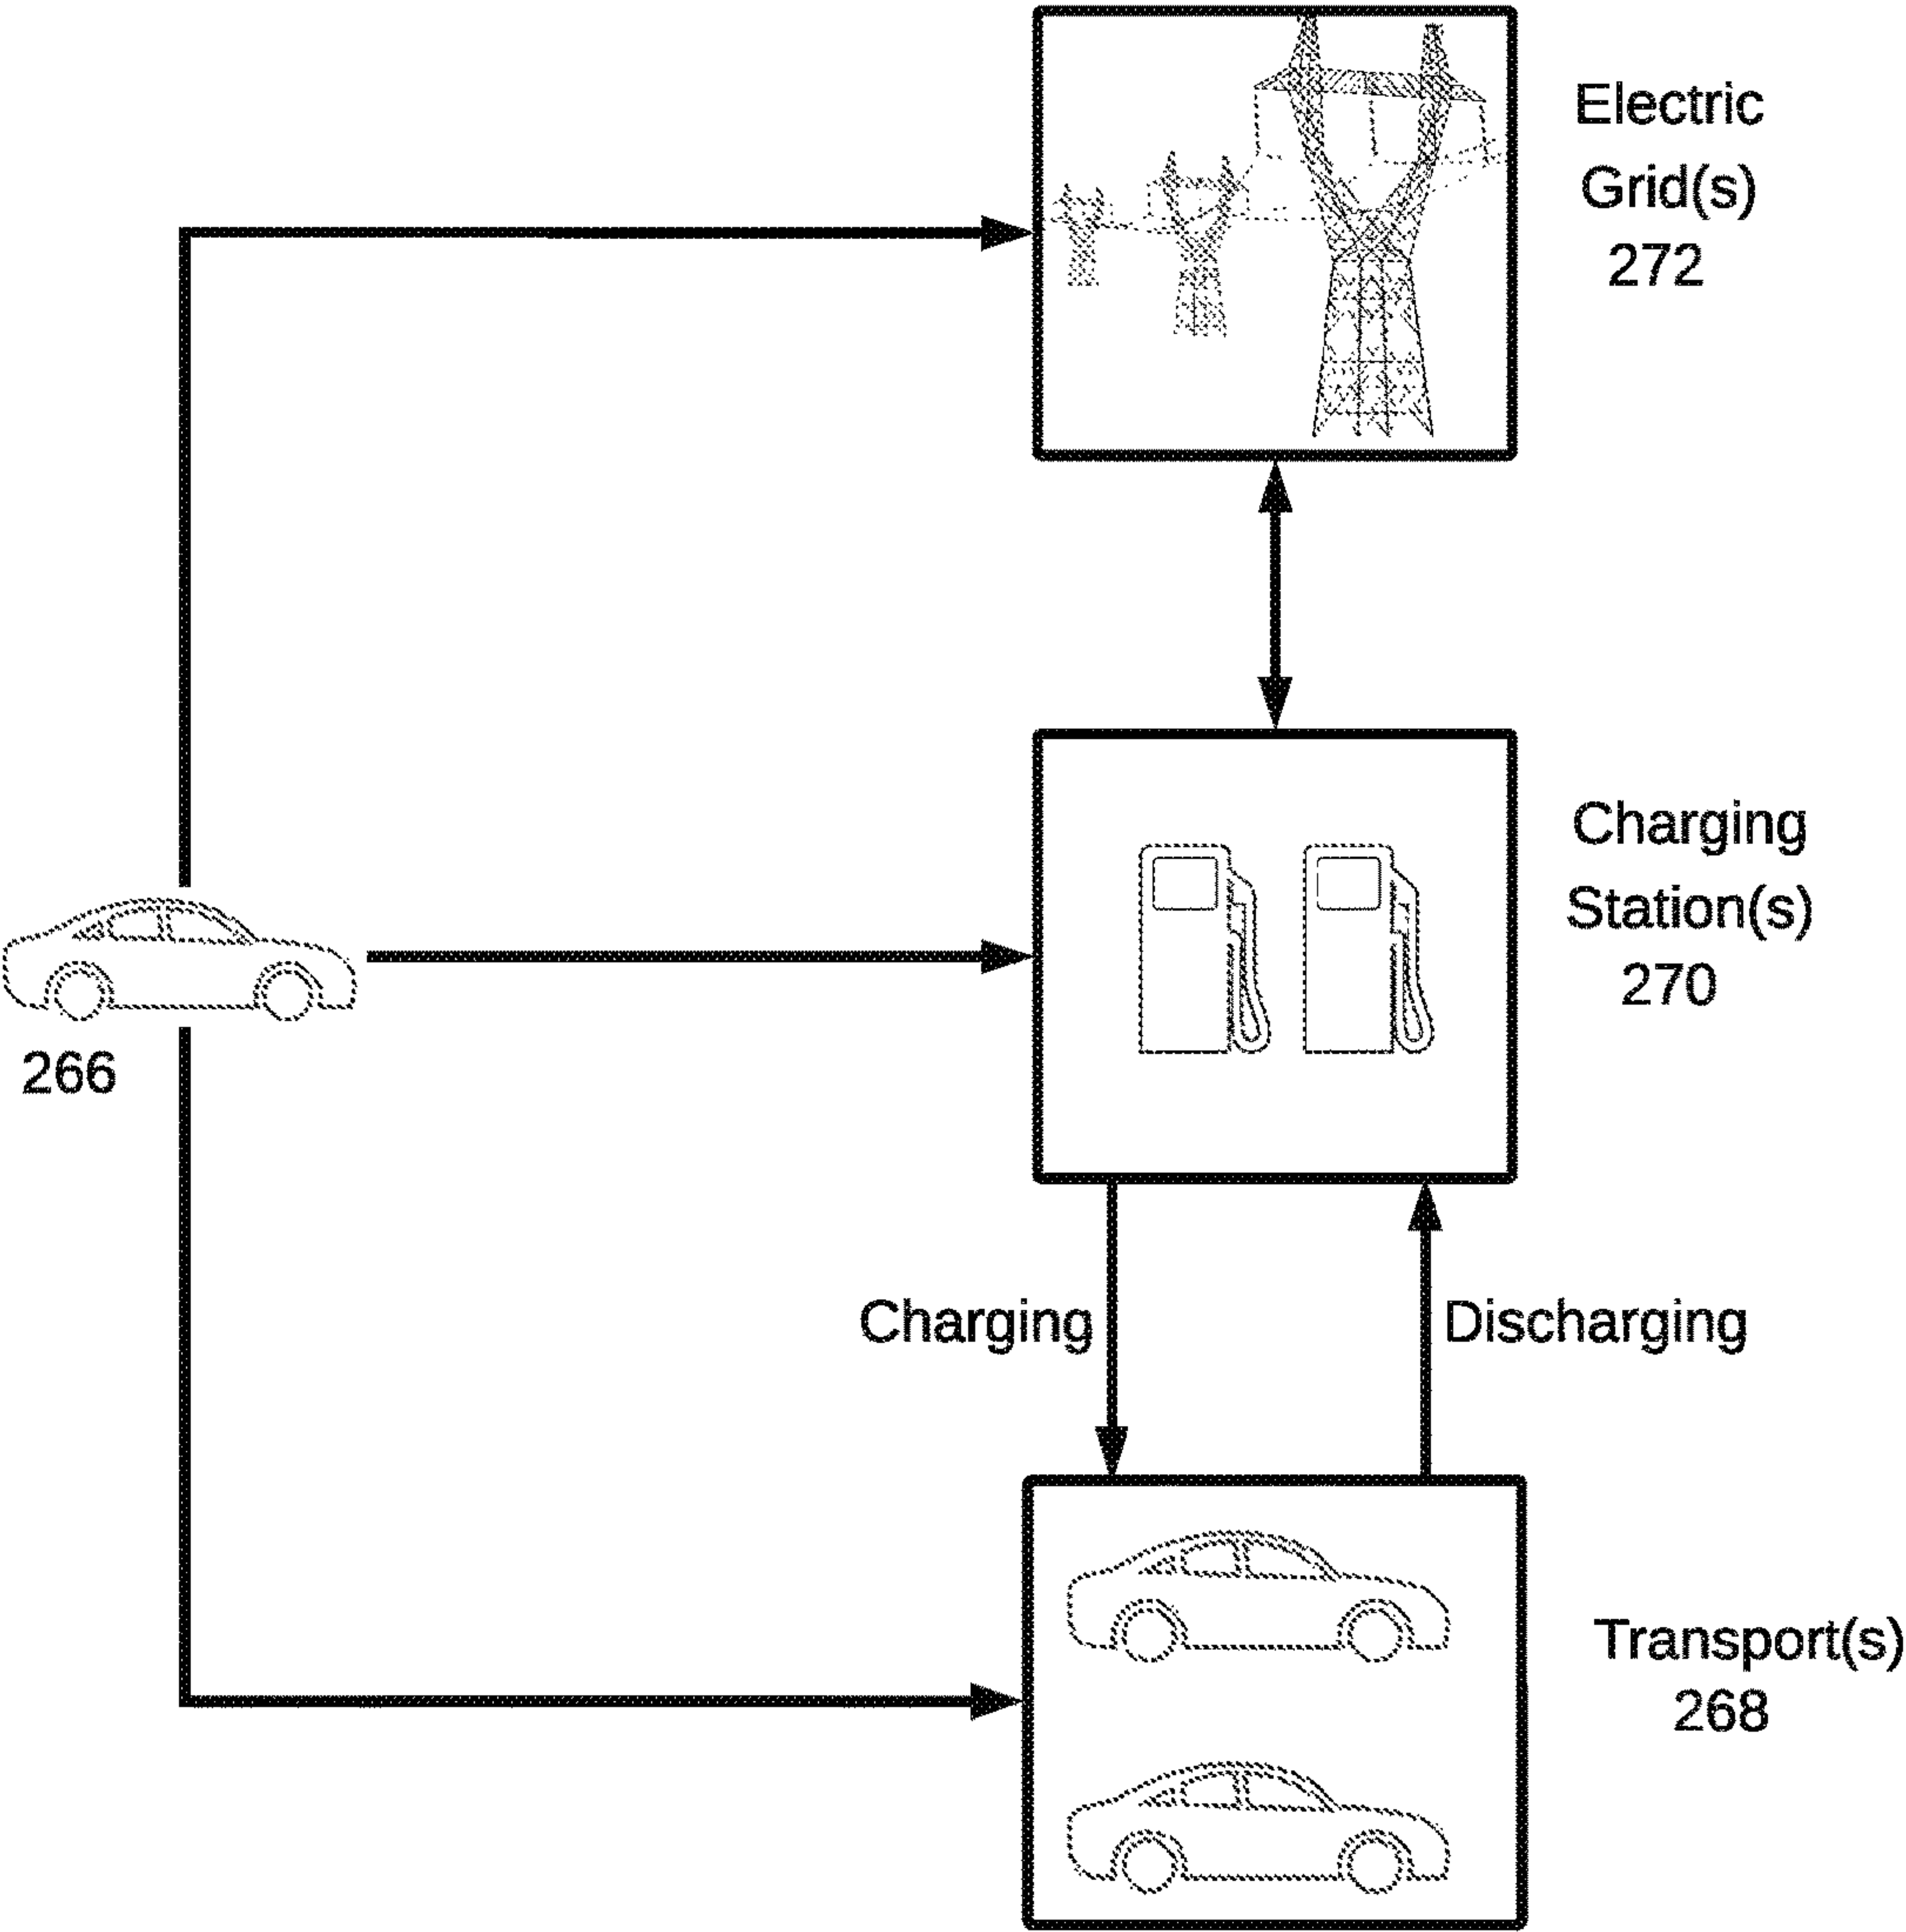 Electric
Grid(s)
272
Charging
Station(s)
270
266
Charging
Discharging
Transport(s)
268